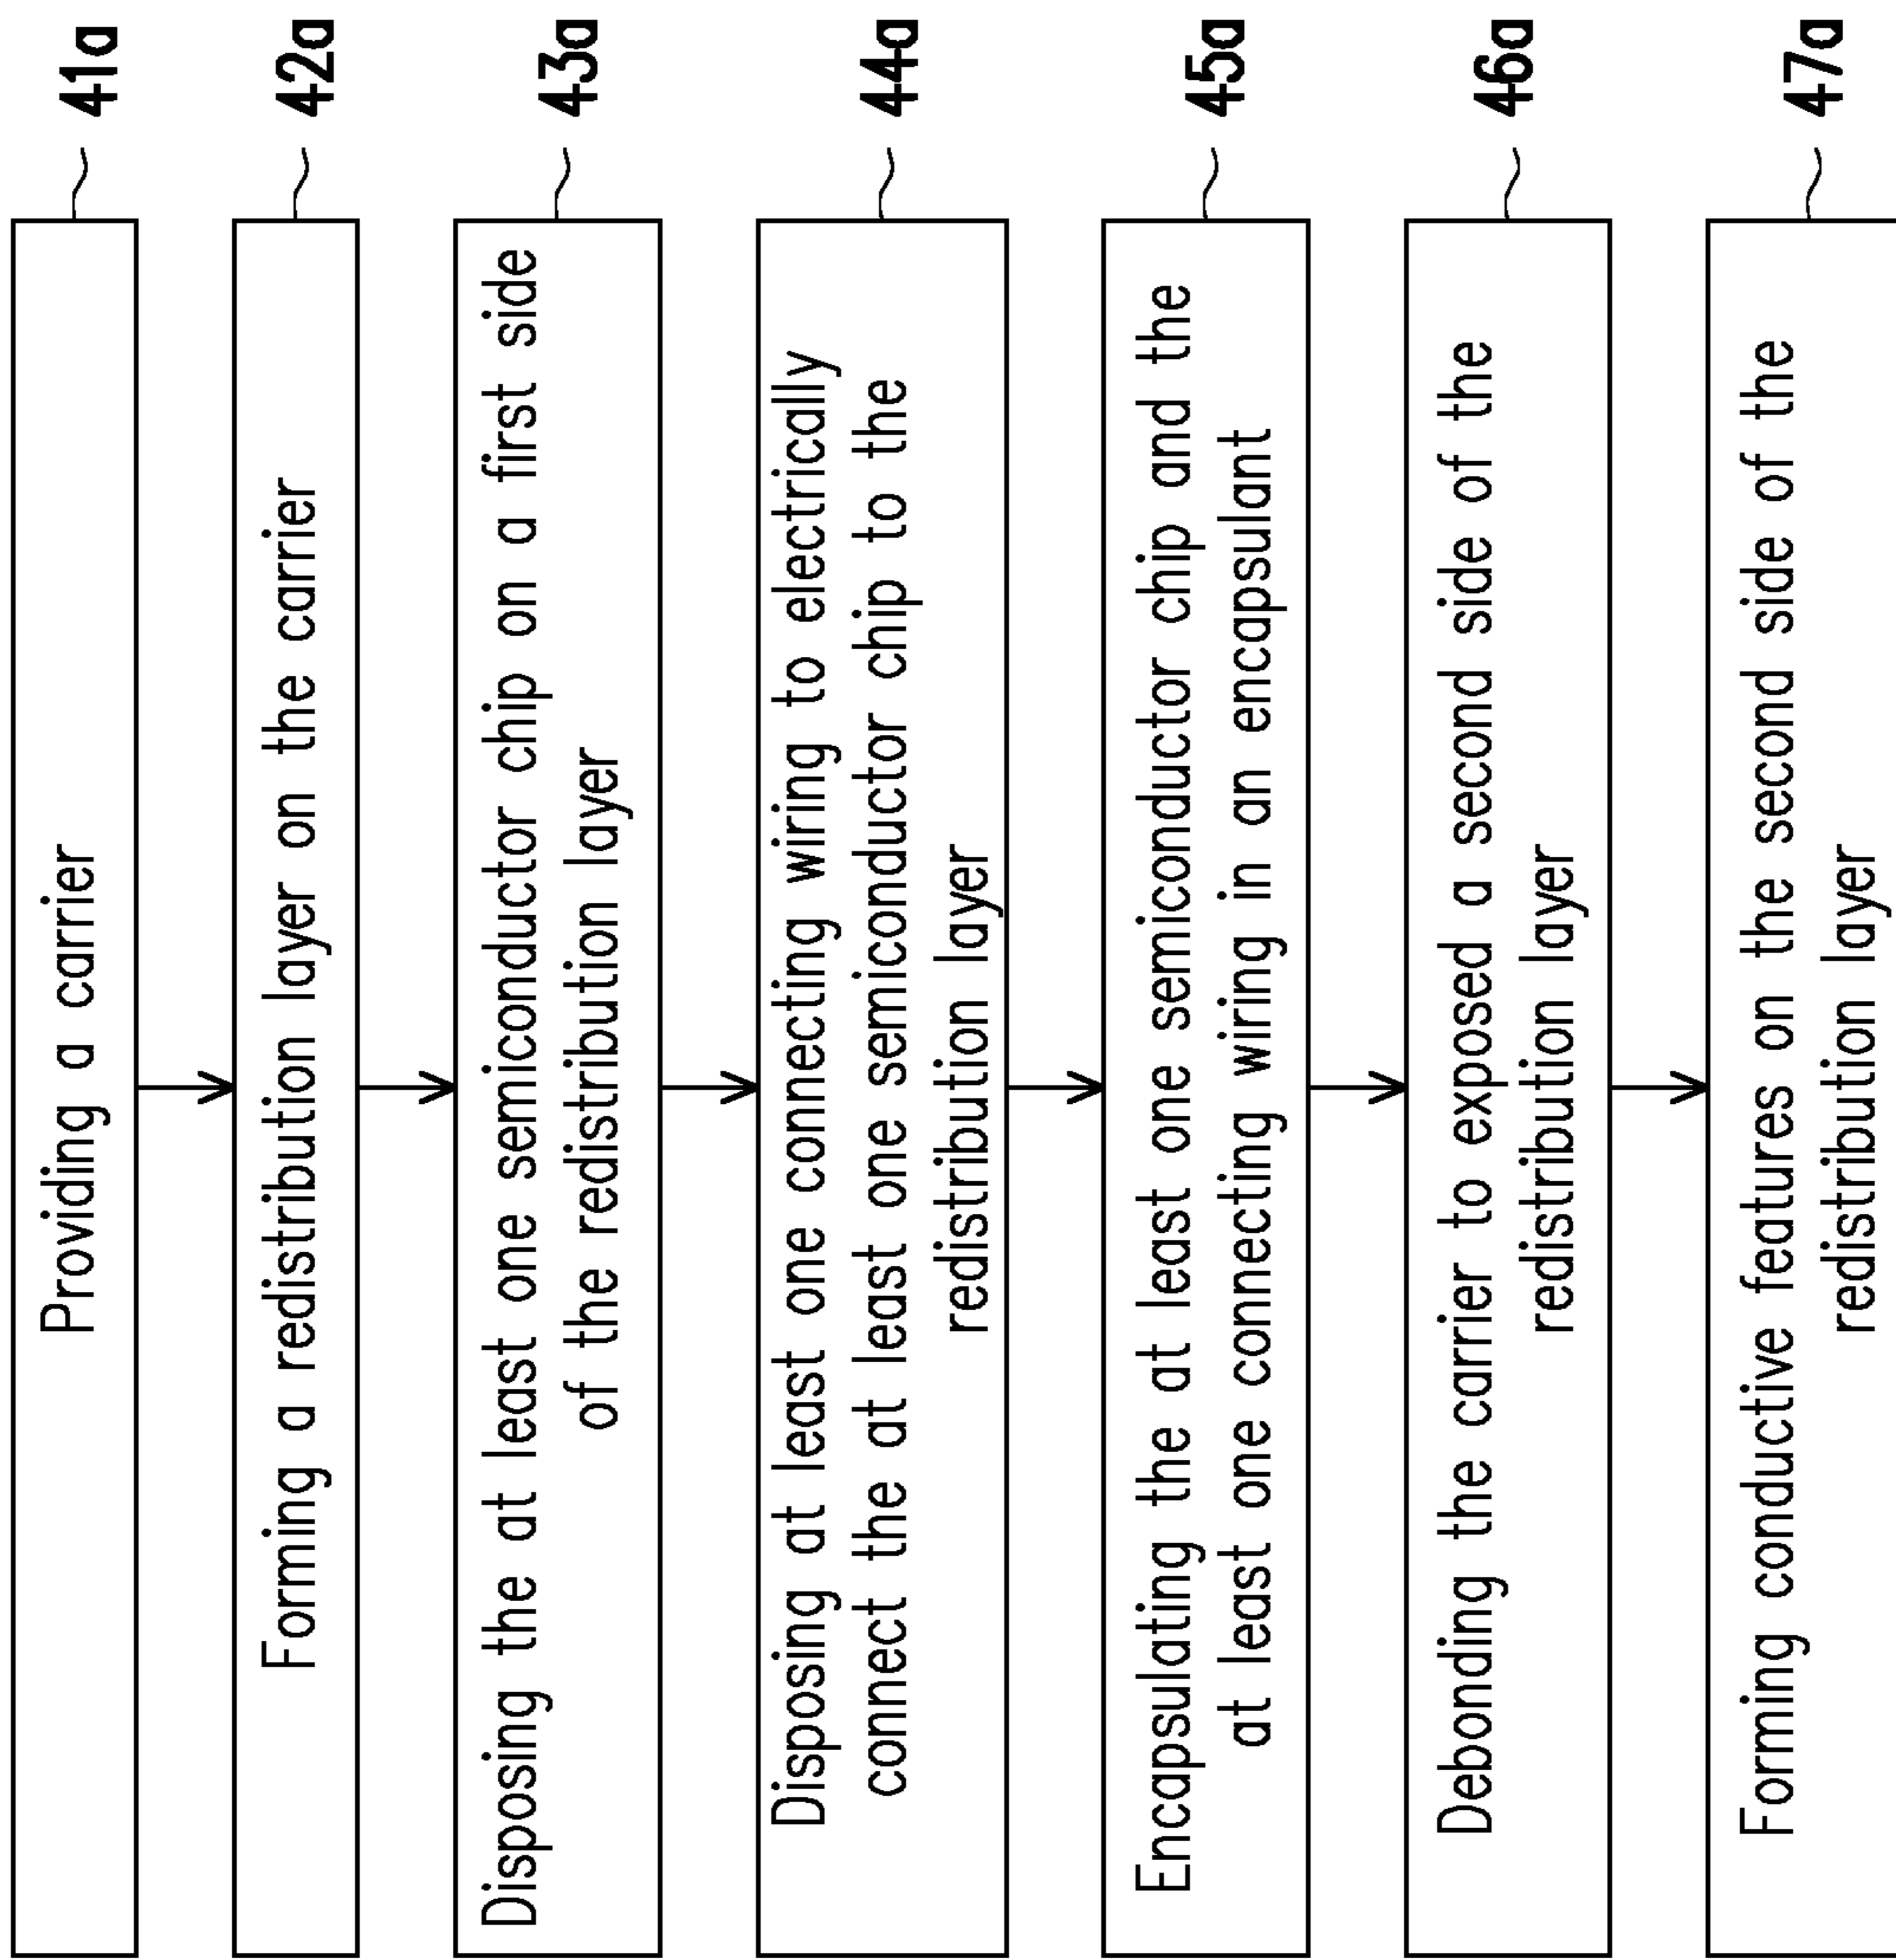 Providing a carrier
41a
Forming a redistribution layer on the carrier
42a
Disposing the at least one semiconductor chip on a first side
of the redistribution layer
43a
Disposing at least one connecting wiring to electrically
connect the at least one semiconductor chip to the
redistribution layer
44a
Encapsulating the at least one semiconductor chip and the
at least one connecting wiring in an encapsulant
45a
Debonding the carrier to exposed a second side of the
redistribution layer
46a
Forming conductive features on the second side of the
redistribution layer
47a